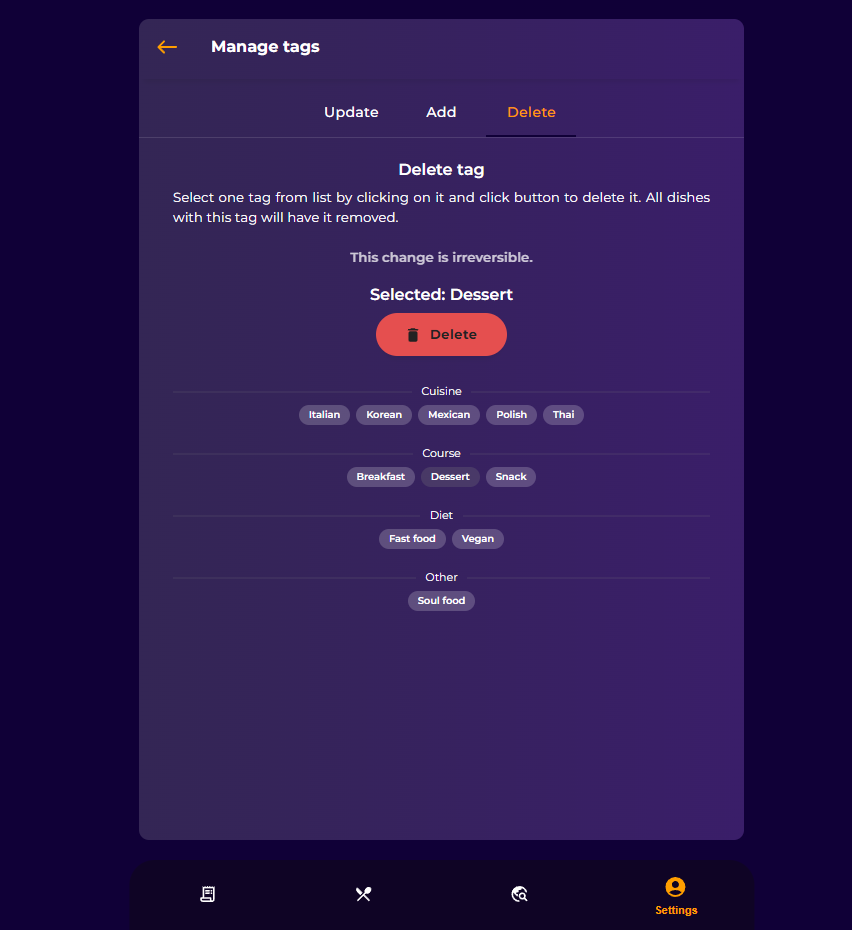 Manage tags
Update Add Delete
Delete tag
Select one tag from list by clicking on it and click button to delete it. All dishes
with this tag will have it removed.
This change is irreversible.
Selected: Dessert
Delete
Cuisine
Italian Korean Mexican Polish Thai
Course
Breakfast Dessert Snack
Diet
Fast food Vegan
Other
Soul food
Settings